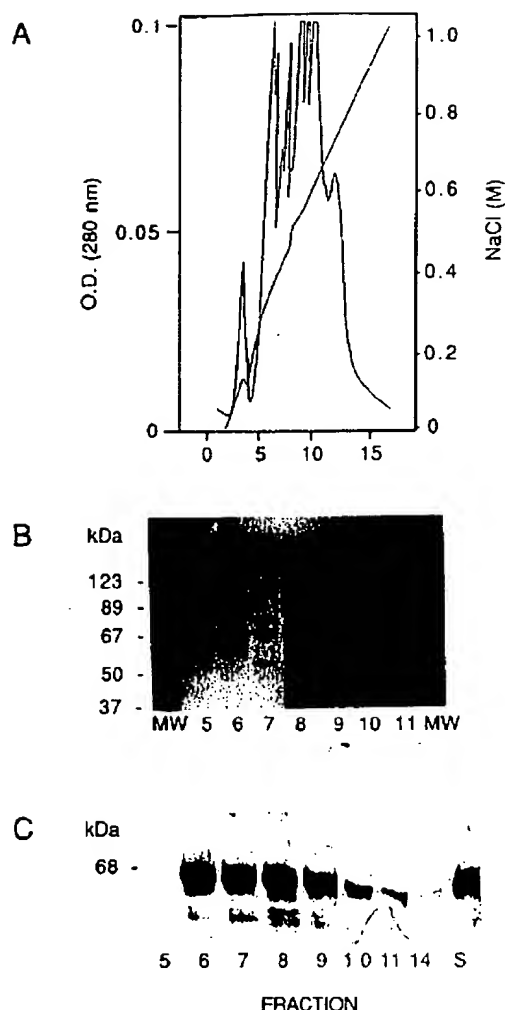 A
O.D. (280 nm)
0.1
0.05
0
1.0
0.8
0.6
0.4
0.2
0
NaCl (M)
0 5 10 15
B
kDa
123 -
89 -
67 -
50 -
37 -
MW 5 6 7 8 9 10 11 MW
C
kDa
68 -
5 6 7 8 9 1 0 11 14 S
FRACTION